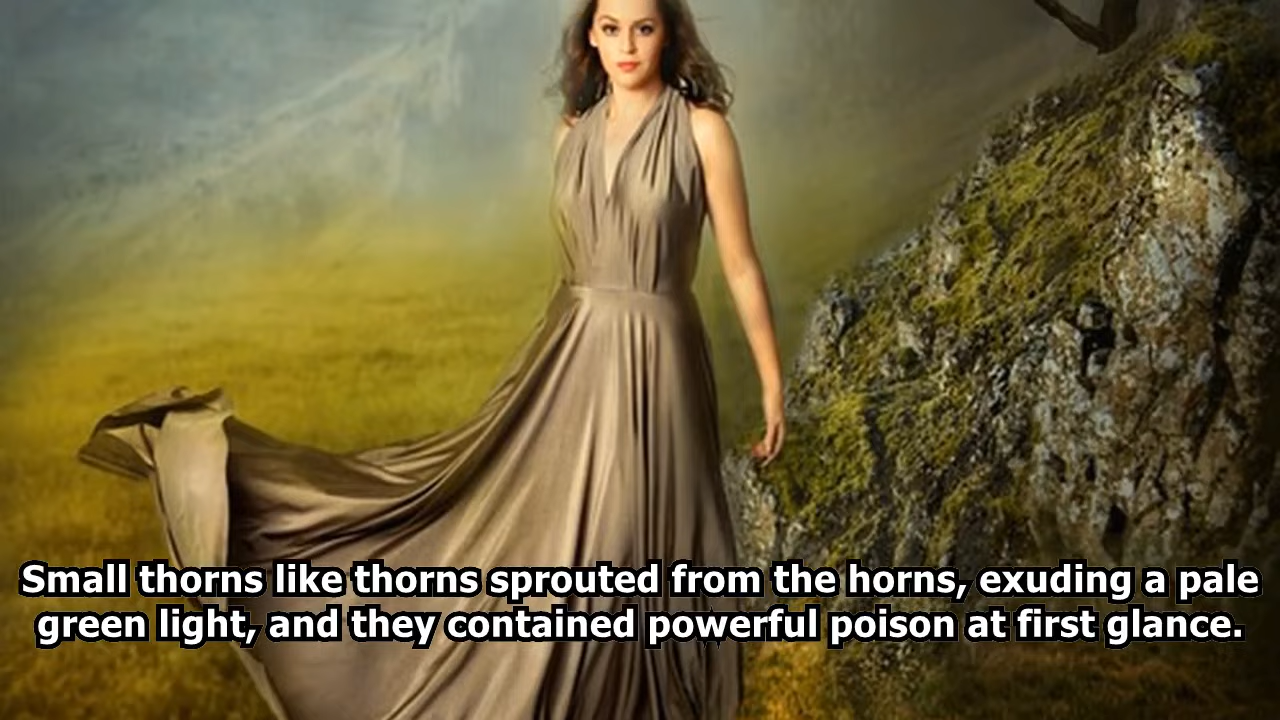 Small thorns like thorns sprouted from the horns, exuding a pale
green light, and they contained powerful poison at first glance.